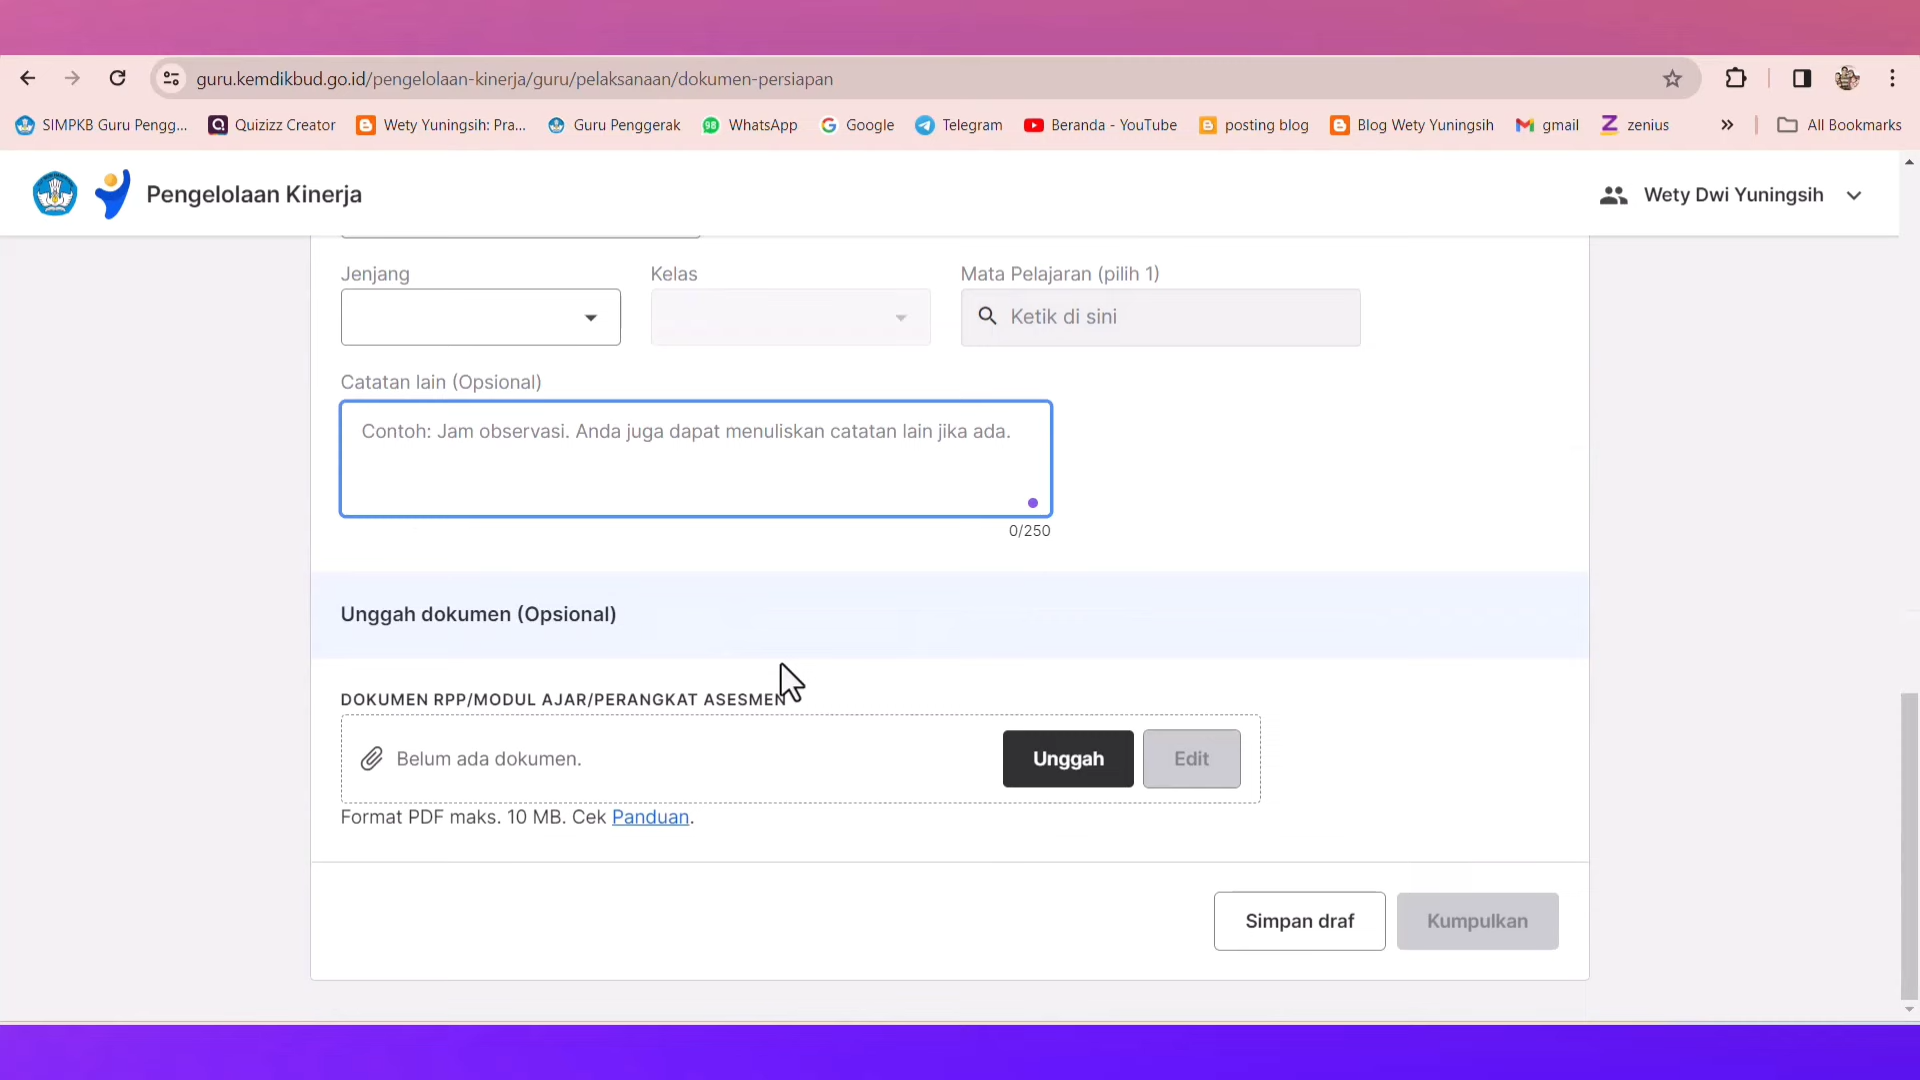 guru.kemdikbud.go.id/pengelolaan-kinerja/guru/pelaksanaan/dokumen-persiapan
SIMPKB Guru Pengg... Quizizz Creator Wety Yuningsih: Pra... Guru Penggerak 98 WhatsApp Google Telegram Beranda - YouTube posting blog Blog Wety Yuningsih gmail zenius » All Bookmarks
Pengelolaan Kinerja Wety Dwi Yuningsih
Jenjang Kelas Mata Pelajaran (pilih 1)
Ketik di sini
Catatan lain (Opsional)
Contoh: Jam observasi. Anda juga dapat menuliskan catatan lain jika ada.
0/250
Unggah dokumen (Opsional)
DOKUMEN RPP/MODUL AJAR/PERANGKAT ASESMEN
Belum ada dokumen. Unggah Edit
Format PDF maks. 10 MB. Cek Panduan.
Simpan draf Kumpulkan